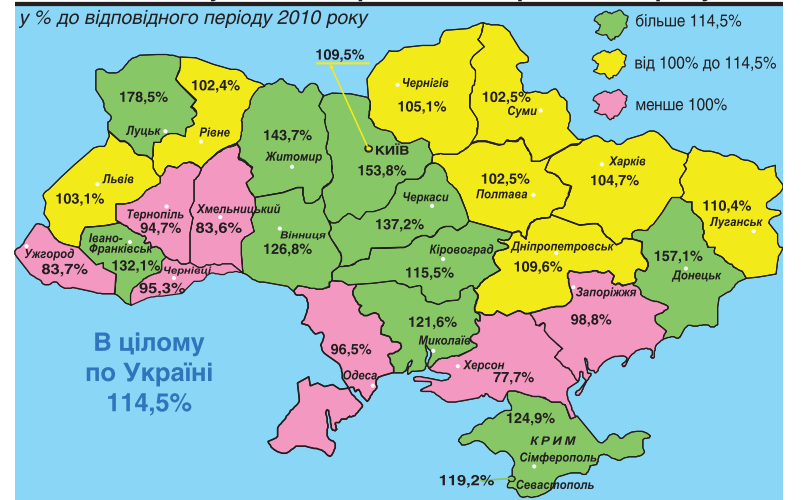 у % до відповідного періоду 2010 року
більше 114,5%
від 100% до 114,5%
менше 100%
109,5%
КИЇВ
153,8%
178,5%
Луцьк
102,4%
Рівне
143,7%
Житомир
Чернігів
105,1%
102,5%
Суми
Львів
103,1%
Тернопіль
94,7%
Хмельницький
83,6%
Вінниця
126,8%
Черкаси
137,2%
102,5%
Полтава
Харків
104,7%
110,4%
Луганськ
Ужгород
83,7%
Івано-
Франківськ
132,1%
Чернівці
95,3%
Кіровоград
115,5%
Дніпропетровськ
109,6%
157,1%
Донецьк
Запоріжжя
98,8%
121,6%
Миколаїв
96,5%
Одеса
Херсон
77,7%
124,9%
КРИМ
Сімферополь
119,2%
Севастополь
В цілому
по Україні
114,5%